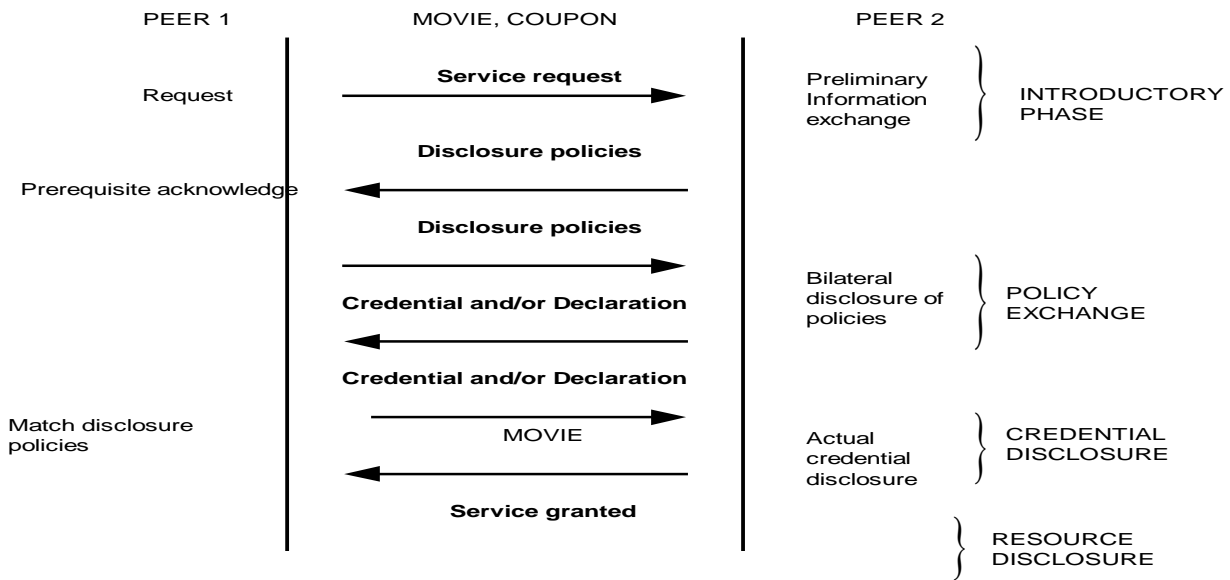 PEER 1
MOVIE, COUPON
PEER 2
Service request
Request
Preliminary
Information
exchange
INTRODUCTORY
PHASE
Disclosure policies
Prerequisite acknowledge
Disclosure policies
Bilateral
disclosure of
policies
POLICY
EXCHANGE
Credential and/or Declaration
Credential and/or Declaration
Match disclosure
policies
MOVIE
Actual
credential
disclosure
CREDENTIAL
DISCLOSURE
Service granted
RESOURCE
DISCLOSURE